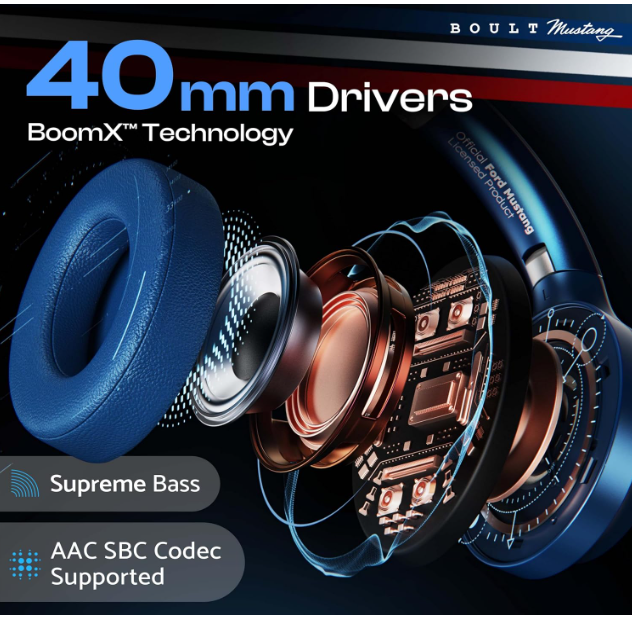 BOULT Mustang
40mm Drivers
BoomX™ Technology
Official Ford Mustang
Licensed Product
Supreme Bass
AAC SBC Codec
Supported